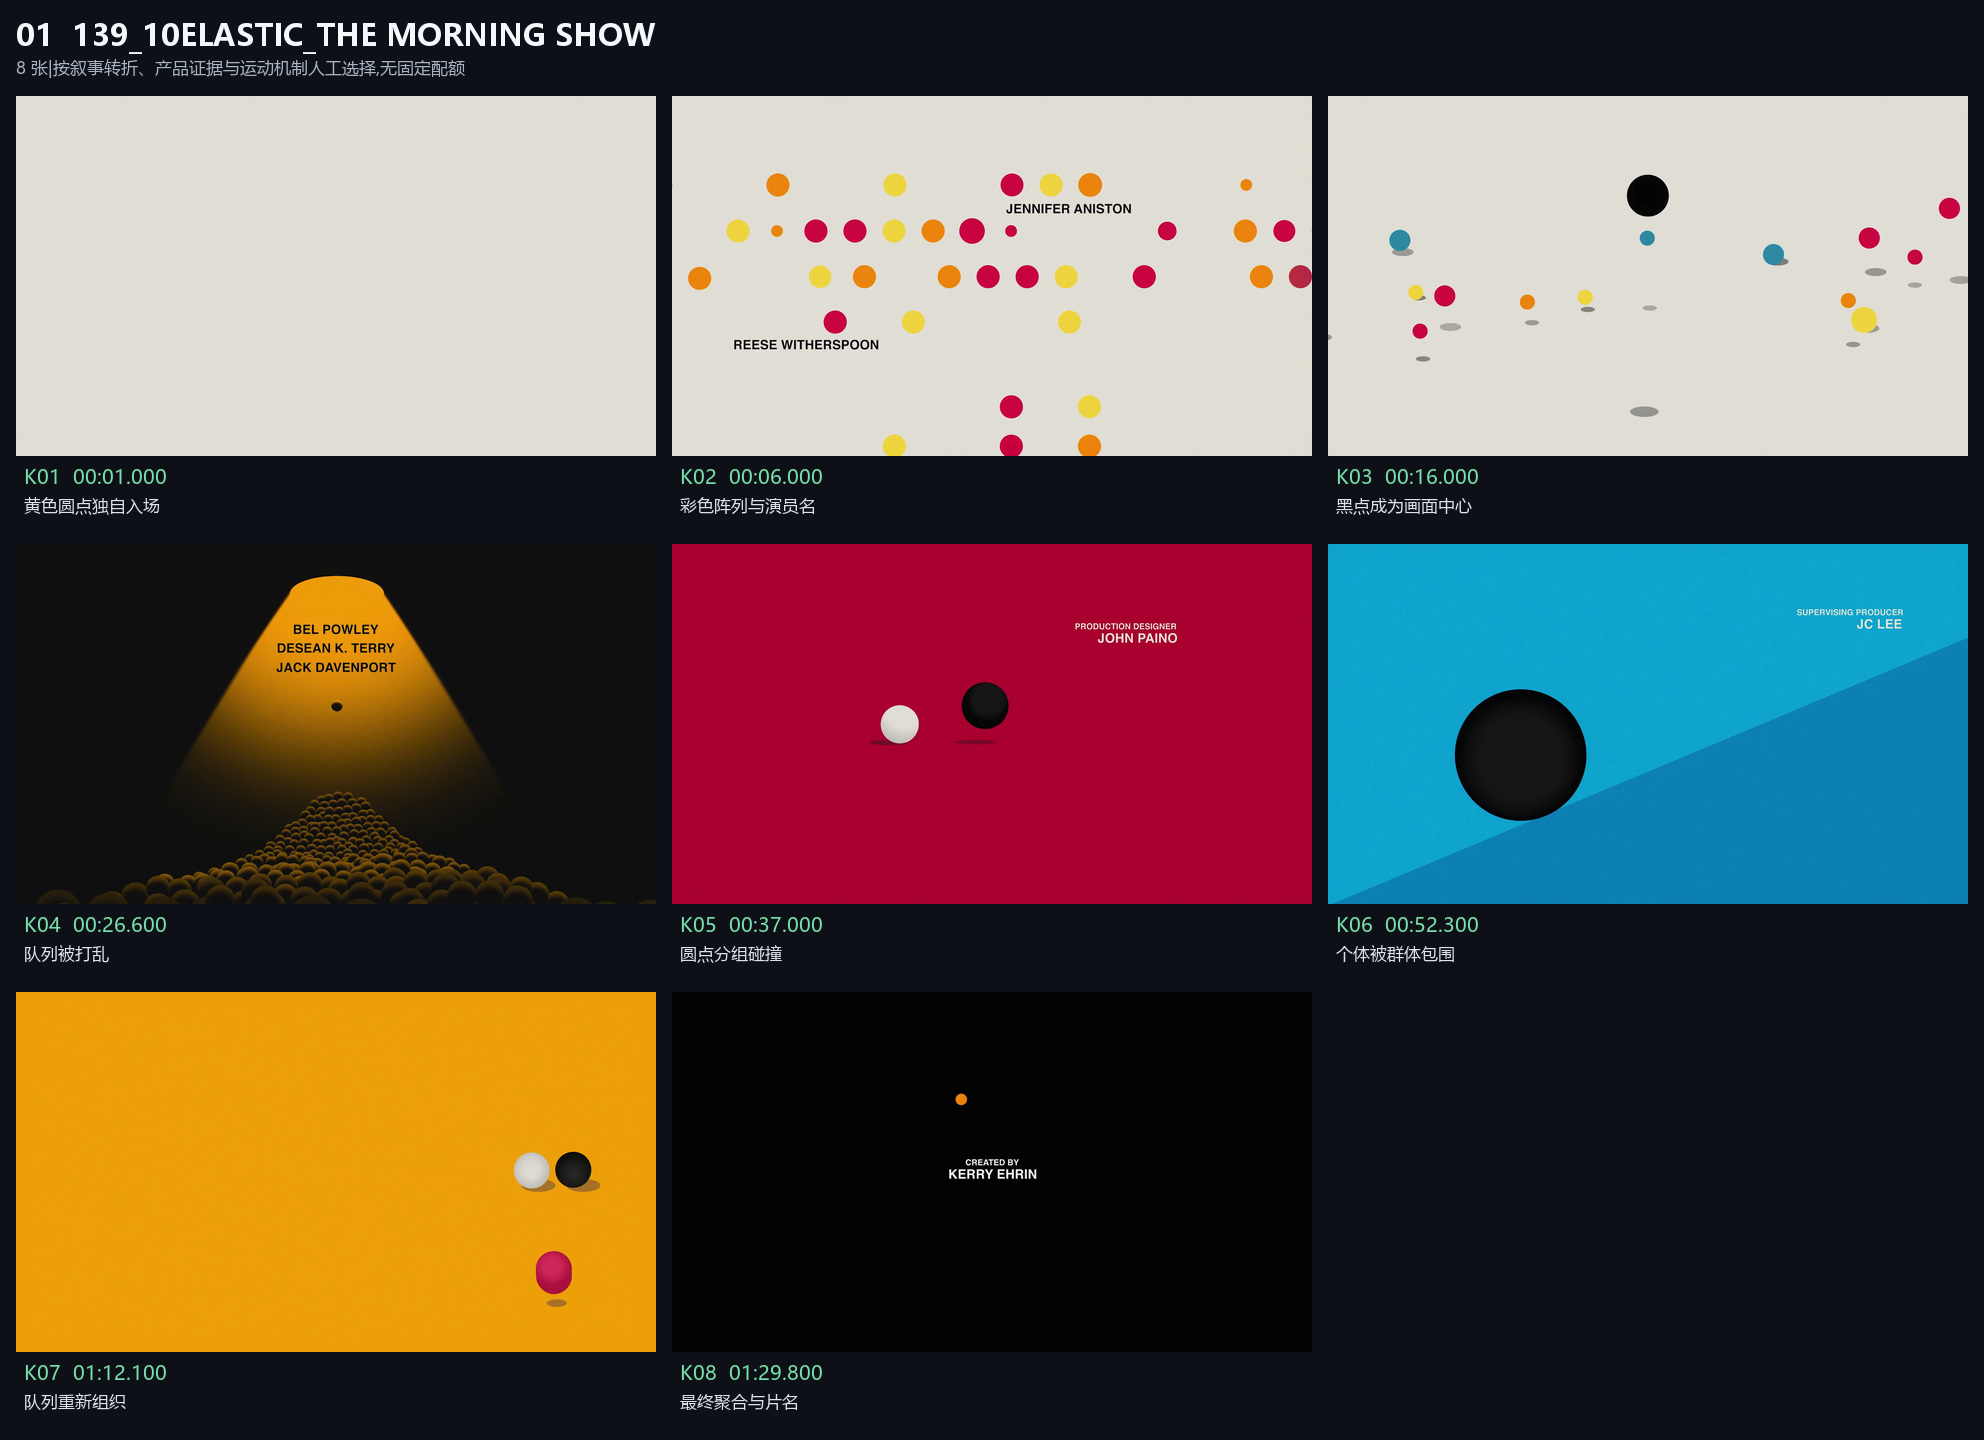 01 139_10ELASTIC_THE MORNING SHOW
8 张|按叙事转折、产品证据与运动机制人工选择,无固定配额
JENNIFER ANISTON
REESE WITHERSPOON
K01 00:01.000
黄色圆点独自入场
K02 00:06.000
彩色阵列与演员名
K03 00:16.000
黑点成为画面中心
BEL POWLEY
DESEAN K. TERRY
JACK DAVENPORT
PRODUCTION DESIGNER
JOHN PAINO
SUPERVISING PRODUCER
JC LEE
K04 00:26.600
队列被打乱
K05 00:37.000
圆点分组碰撞
K06 00:52.300
个体被群体包围
CREATED BY
KERRY EHRIN
K07 01:12.100
队列重新组织
K08 01:29.800
最终聚合与片名